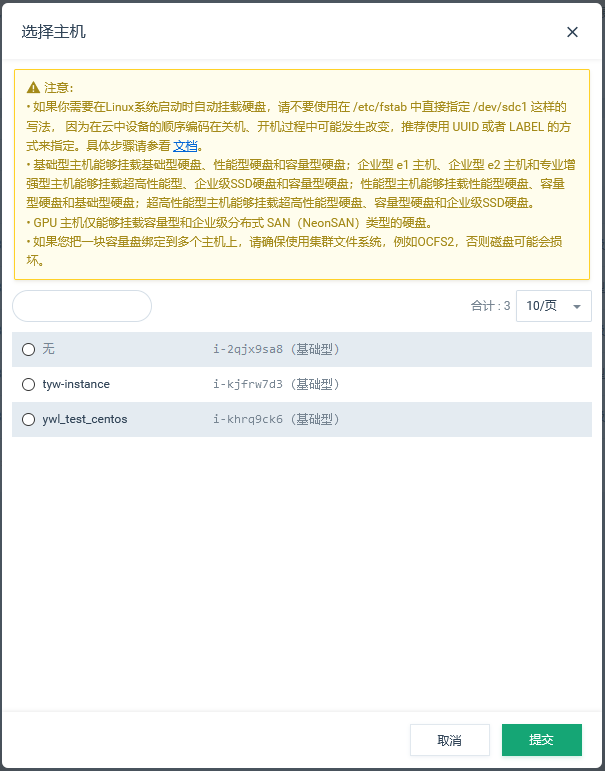 选择主机
注意：
• 如果你需要在Linux系统启动时自动挂载硬盘，请不要使用在 /etc/fstab 中直接指定 /dev/sdc1 这样的
写法， 因为在云中设备的顺序编码在关机、开机过程中可能发生改变，推荐使用 UUID 或者 LABEL 的方
式来指定。具体步骤请参看 文档。
• 基础型主机能够挂载基础型硬盘、性能型硬盘和容量型硬盘；企业型 e1 主机、企业型 e2 主机和专业增
强型主机能够挂载超高性能型、企业级SSD硬盘和容量型硬盘；性能型主机能够挂载性能型硬盘、容量
型硬盘和基础型硬盘；超高性能型主机能够挂载超高性能型硬盘、容量型硬盘和企业级SSD硬盘。
• GPU 主机仅能够挂载容量型和企业级分布式 SAN（NeonSAN）类型的硬盘。
• 如果您把一块容量盘绑定到多个主机上，请确保使用集群文件系统，例如OCFS2，否则磁盘可能会损
坏。
合计 : 3 10/页
无 i-2qjx9sa8（基础型）
tyw-instance i-kjfrw7d3（基础型）
ywl_test_centos i-khrq9ck6（基础型）
取消 提交